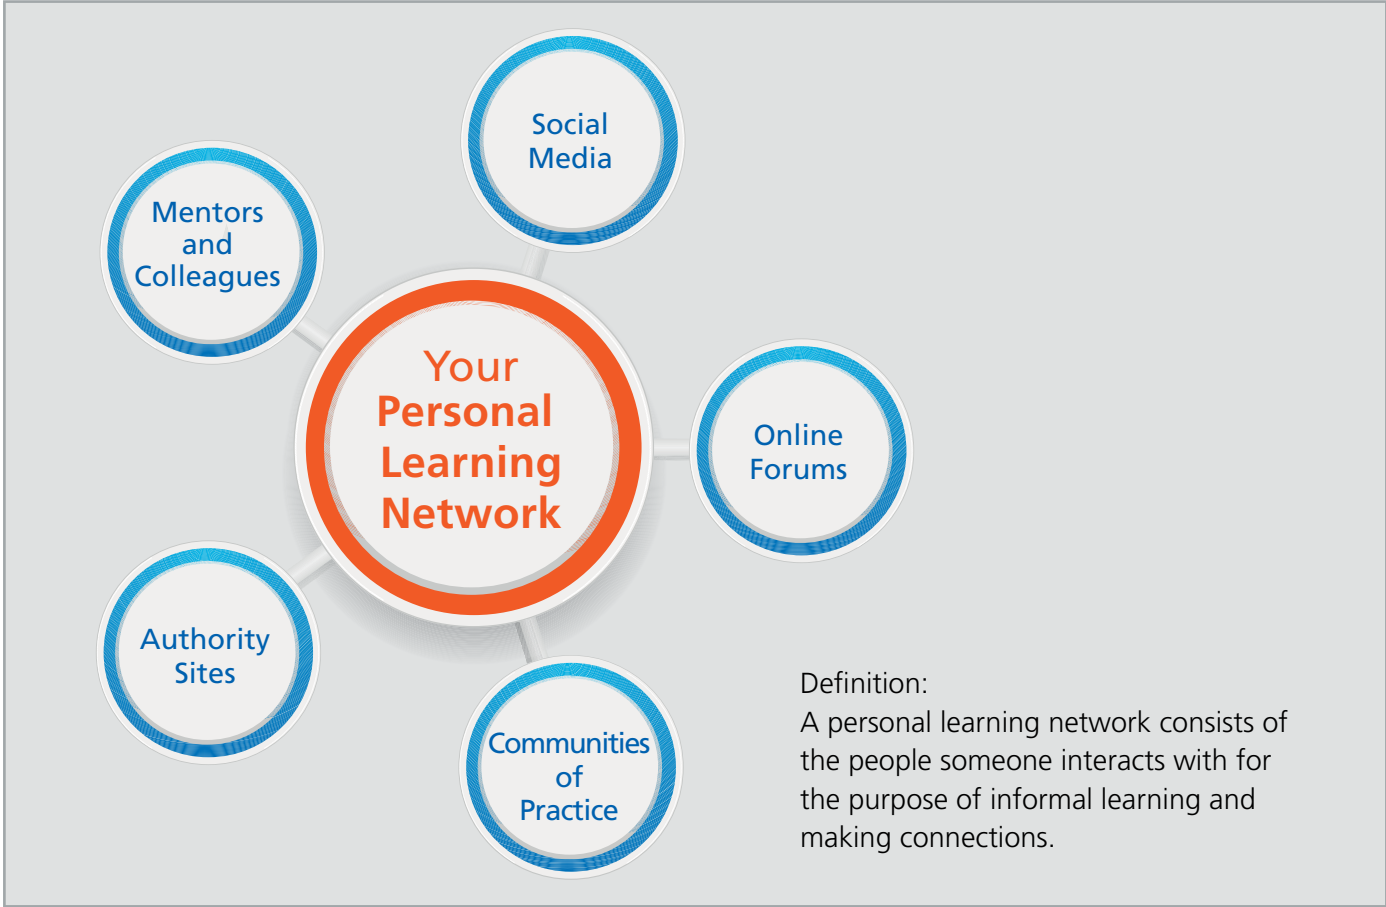 Social
Media
Mentors
and
Colleagues
Your
Personal
Learning
Network
Online
Forums
Authority
Sites
Communities
of
Practice
Definition:
A personal learning network consists of
the people someone interacts with for
the purpose of informal learning and
making connections.